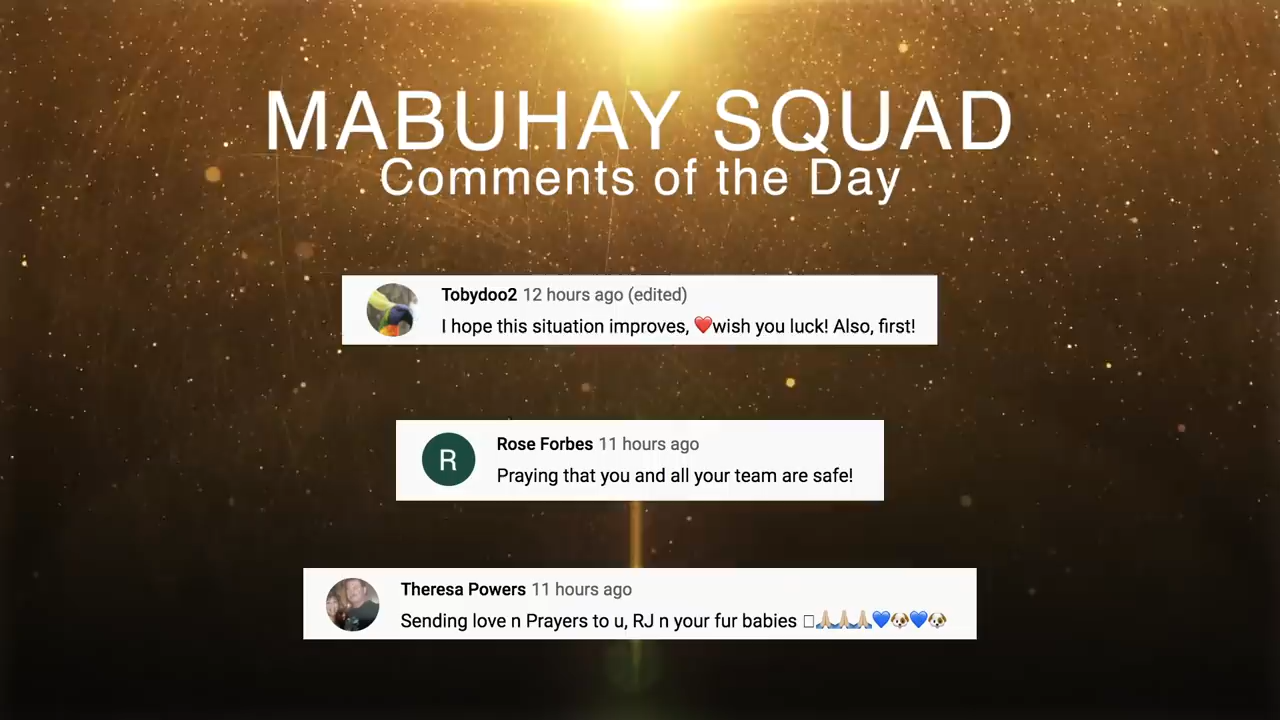 MABUHAY SQUAD
Comments of the Day
Tobydoo2 12 hours ago (edited)
I hope this situation improves, ❤️wish you luck! Also, first!
R
Rose Forbes 11 hours ago
Praying that you and all your team are safe!
Theresa Powers 11 hours ago
Sending love n Prayers to u, RJ n your fur babies □🙏🏼🙏🏼🙏🏼💙🐶💙🐶